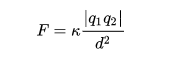 F = κ |q₁q₂| / d²